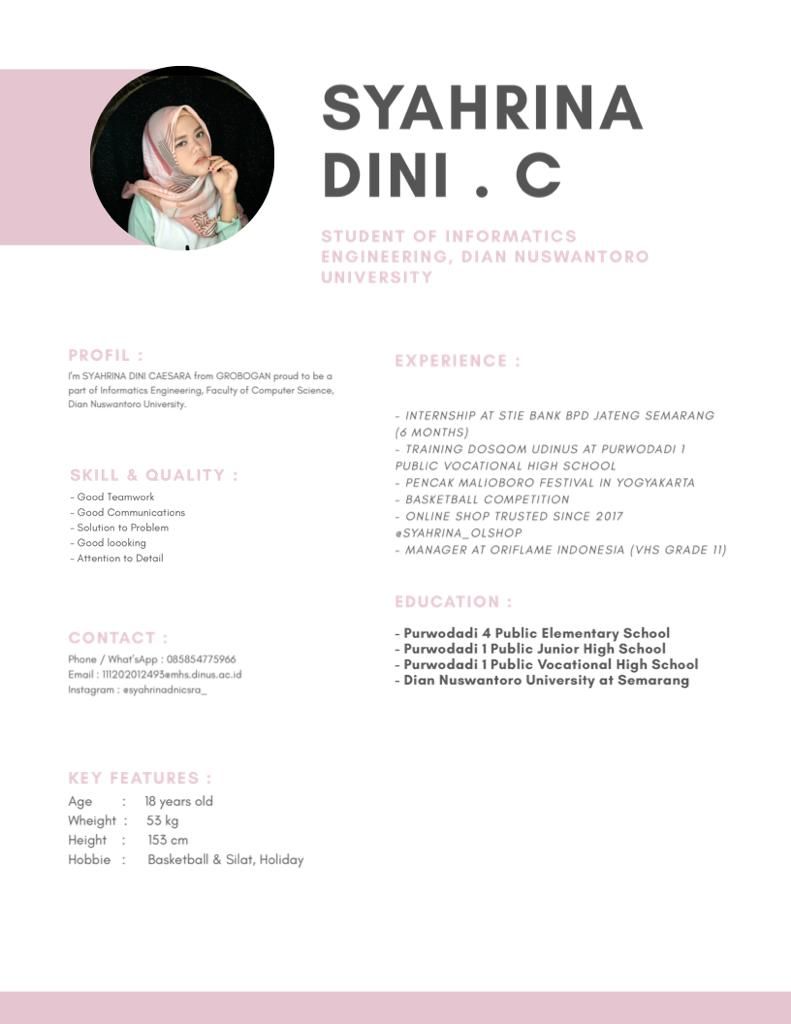 SYAHRINA
DINI . C
STUDENT OF INFORMATICS
ENGINEERING, DIAN NUSWANTORO
UNIVERSITY
PROFIL :
I'm SYAHRINA DINI CAESARA from GROBOGAN proud to be a
part of Informatics Engineering, Faculty of Computer Science,
Dian Nuswantoro University.
SKILL & QUALITY :
- Good Teamwork
- Good Communications
- Solution to Problem
- Good loooking
- Attention to Detail
CONTACT :
Phone / What'sApp : 085854775966
Email : 111202012493@mhs.dinus.ac.id
Instagram : @syahrinadnicsra_
KEY FEATURES :
Age : 18 years old
Wheight : 53 kg
Height : 153 cm
Hobbie : Basketball & Silat, Holiday
EXPERIENCE :
- INTERNSHIP AT STIE BANK BPD JATENG SEMARANG
(6 MONTHS)
- TRAINING DOSQOM UDINUS AT PURWODADI 1
PUBLIC VOCATIONAL HIGH SCHOOL
- PENCAK MALIOBORO FESTIVAL IN YOGYAKARTA
- BASKETBALL COMPETITION
- ONLINE SHOP TRUSTED SINCE 2017
@SYAHRINA_OLSHOP
- MANAGER AT ORIFLAME INDONESIA (VHS GRADE 11)
EDUCATION :
- Purwodadi 4 Public Elementary School
- Purwodadi 1 Public Junior High School
- Purwodadi 1 Public Vocational High School
- Dian Nuswantoro University at Semarang